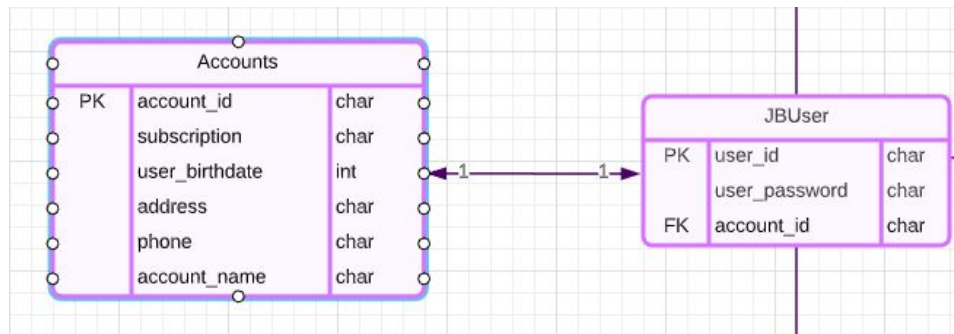 Accounts
PK account_id char
subscription char
user_birthdate int
address char
phone char
account_name char
1 1
JBUser
PK user_id char
user_password char
FK account_id char